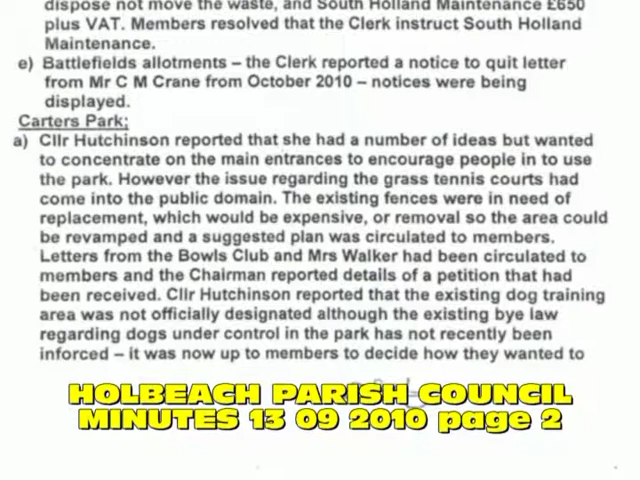 dispose not move the waste, and South Holland Maintenance £650
plus VAT. Members resolved that the Clerk instruct South Holland
Maintenance.
e) Battlefields allotments – the Clerk reported a notice to quit letter
from Mr C M Crane from October 2010 – notices were being
displayed.
Carters Park;
a) Cllr Hutchinson reported that she had a number of ideas but wanted
to concentrate on the main entrances to encourage people in to use
the park. However the issue regarding the grass tennis courts had
come into the public domain. The existing fences were in need of
replacement, which would be expensive, or removal so the area could
be revamped and a suggested plan was circulated to members.
Letters from the Bowls Club and Mrs Walker had been circulated to
members and the Chairman reported details of a petition that had
been received. Cllr Hutchinson reported that the existing dog training
area was not officially designated although the existing bye law
regarding dogs under control in the park has not recently been
inforced – it was now up to members to decide how they wanted to
HOLBEACH PARISH COUNCIL
MINUTES 13 09 2010 page 2